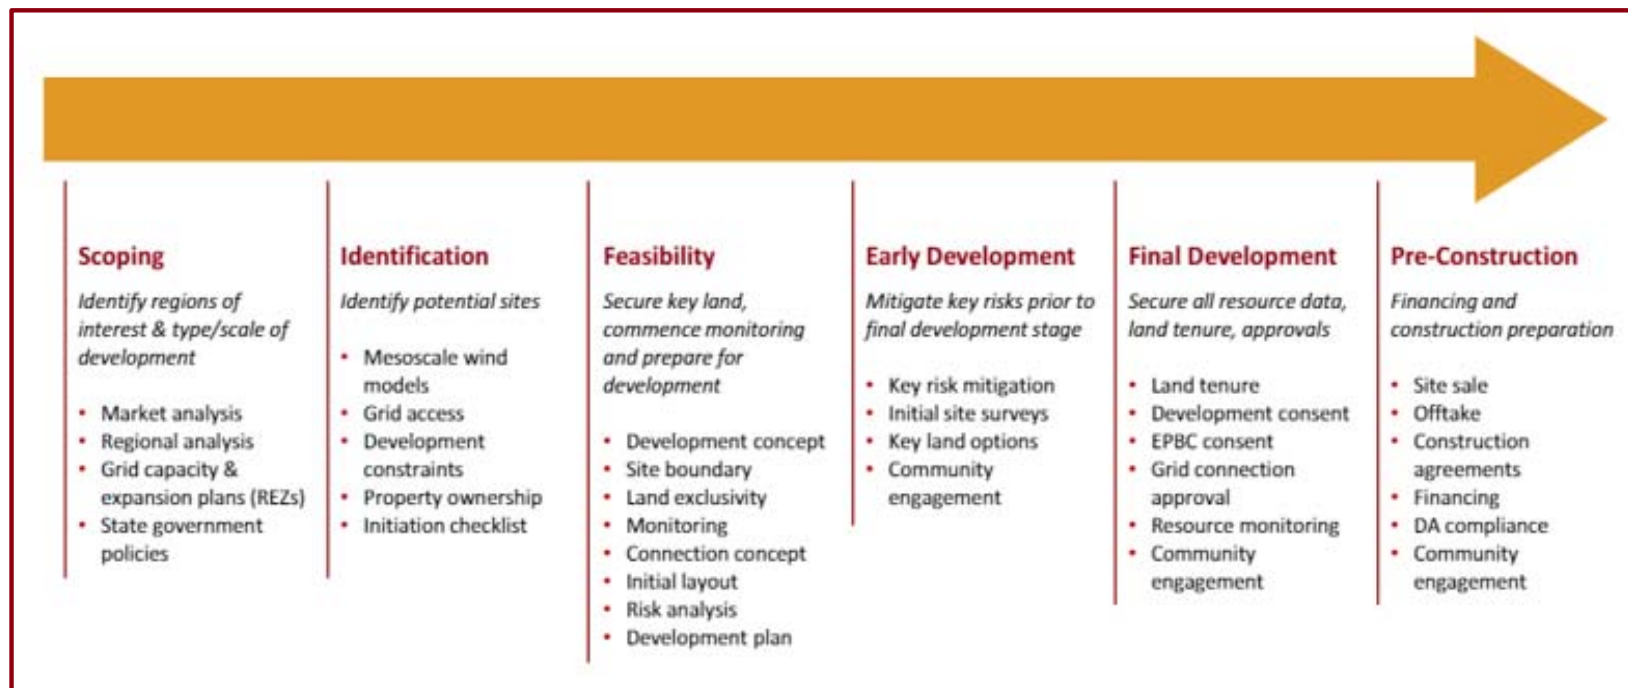 Scoping
Identify regions of
interest & type/scale of
development
• Market analysis
• Regional analysis
• Grid capacity &
expansion plans (REZs)
• State government
policies
Identification
Identify potential sites
• Mesoscale wind
models
• Grid access
• Development
constraints
• Property ownership
• Initiation checklist
Feasibility
Secure key land,
commence monitoring
and prepare for
development
• Development concept
• Site boundary
• Land exclusivity
• Monitoring
• Connection concept
• Initial layout
• Risk analysis
• Development plan
Early Development
Mitigate key risks prior to
final development stage
• Key risk mitigation
• Initial site surveys
• Key land options
• Community
engagement
Final Development
Secure all resource data,
land tenure, approvals
• Land tenure
• Development consent
• EPBC consent
• Grid connection
approval
• Resource monitoring
• Community
engagement
Pre-Construction
Financing and
construction preparation
• Site sale
• Offtake
• Construction
agreements
• Financing
• DA compliance
• Community
engagement